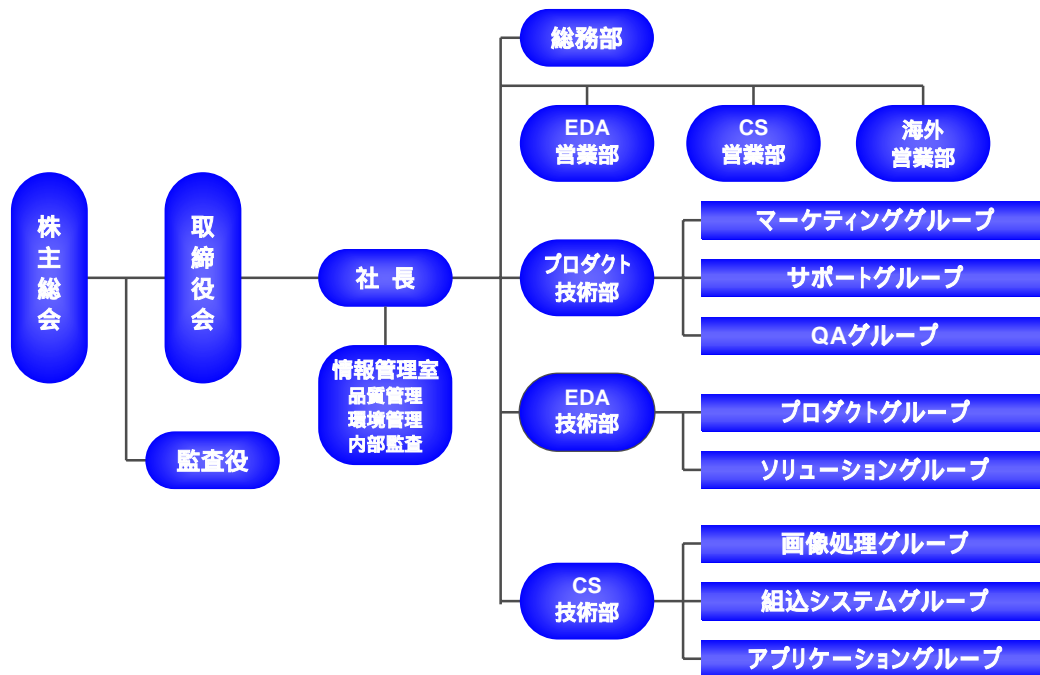 株主総会
取締役会
監査役
社長
情報管理室
品質管理
環境管理
内部監査
総務部
EDA
営業部
CS
営業部
海外
営業部
プロダクト
技術部
マーケティンググループ
サポートグループ
QAグループ
EDA
技術部
プロダクトグループ
ソリューショングループ
CS
技術部
画像処理グループ
組込システムグループ
アプリケーショングループ